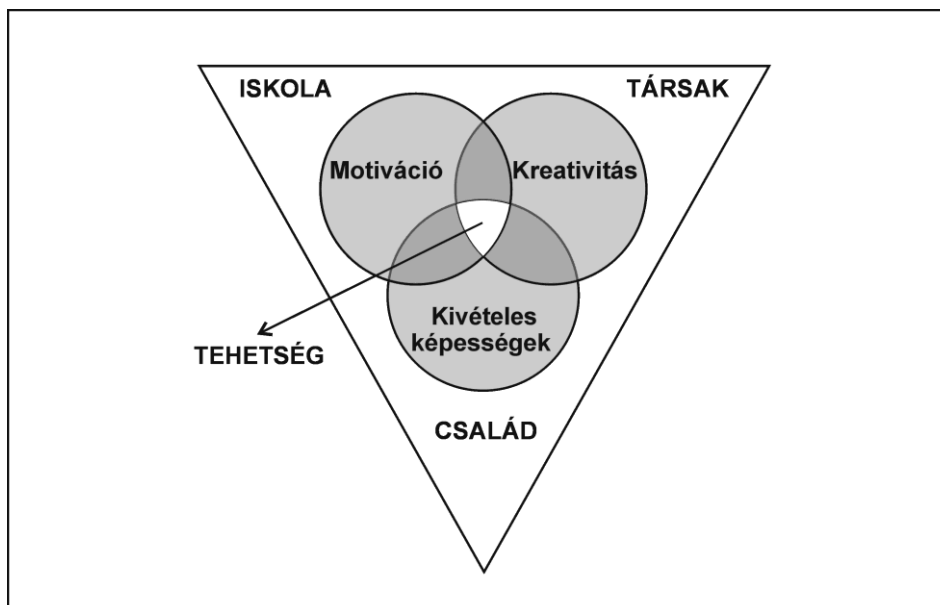 ISKOLA
TÁRSAK
Motiváció
Kreativitás
Kivételes
képességek
TEHETSÉG
CSALÁD